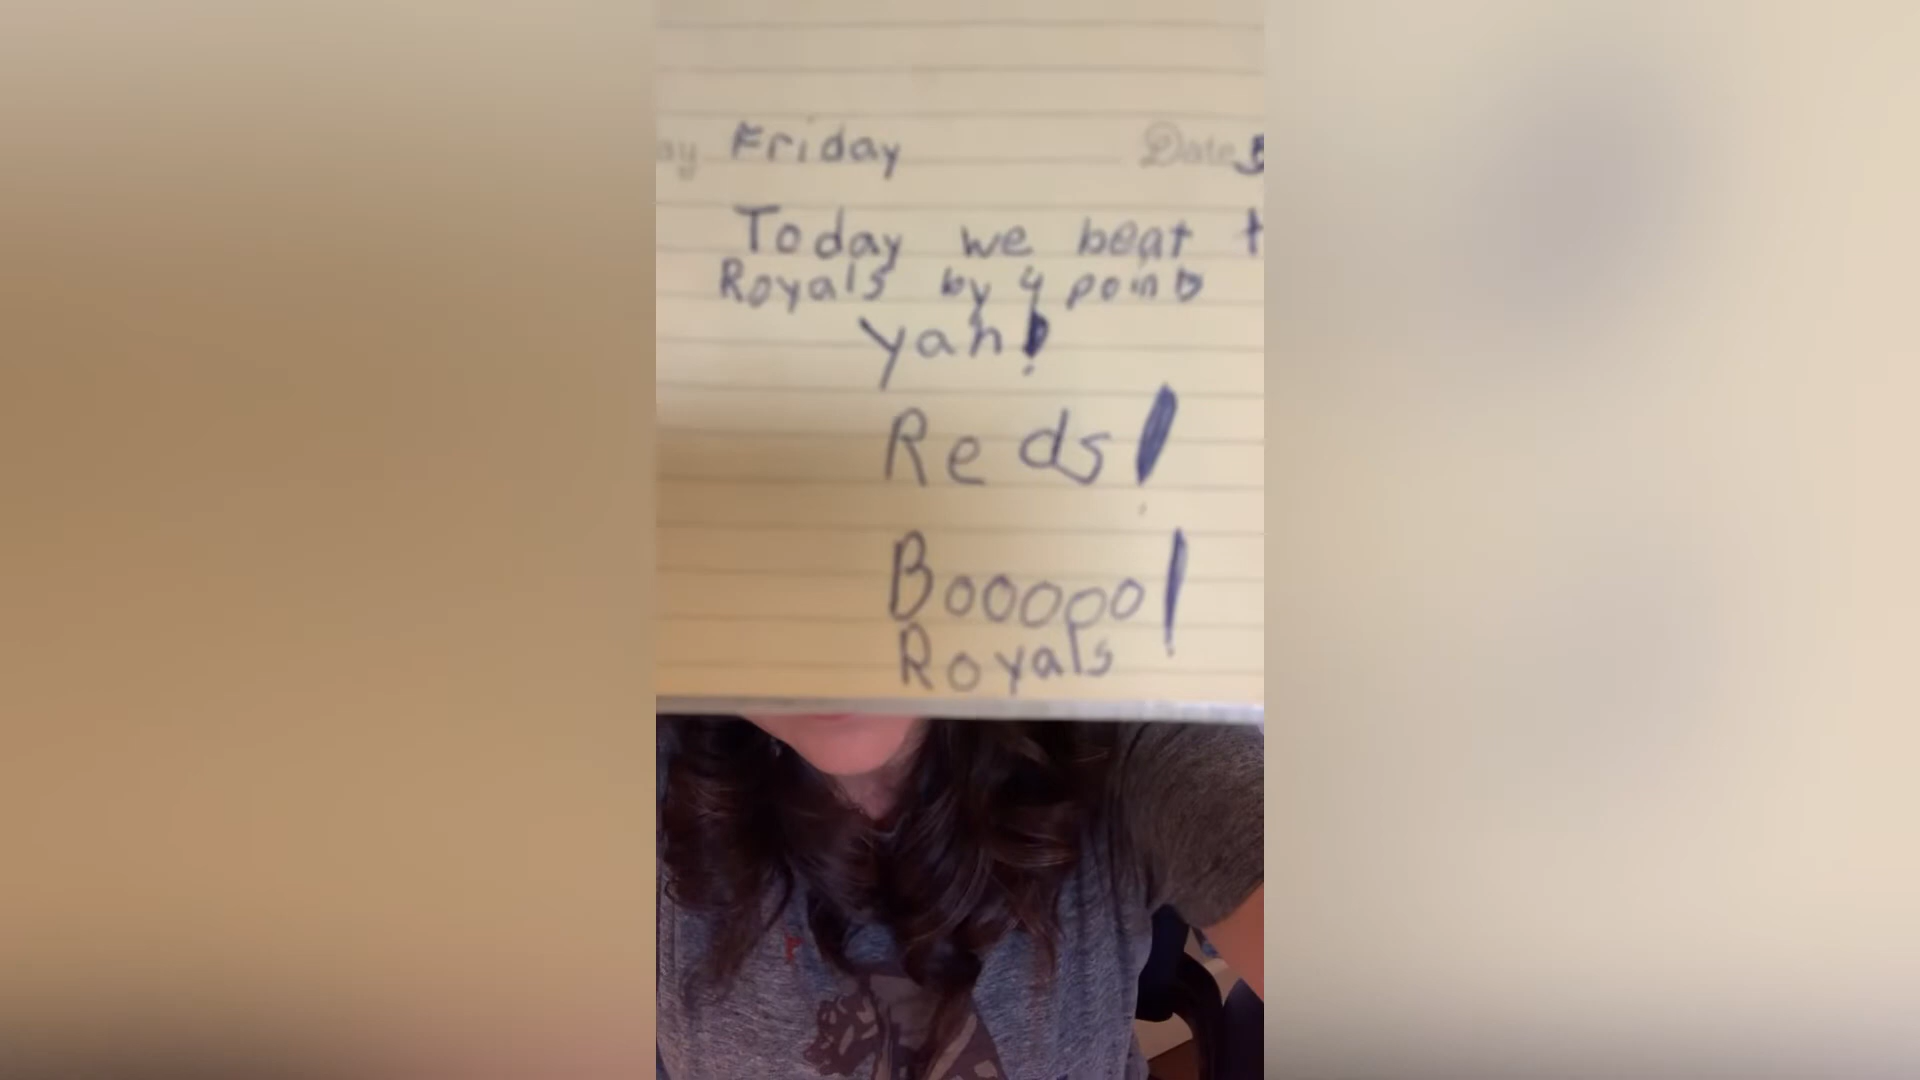 Friday Date
Today we beat
Royals by 4 points
Yah!
Reds!
Booooo!
Royals